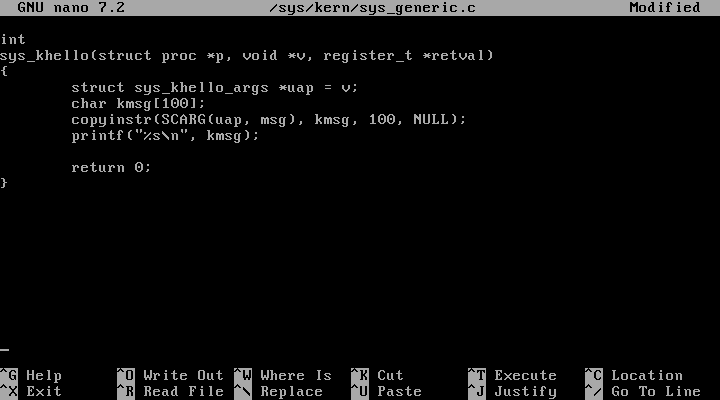 GNU nano 7.2 /sys/kern/sys_generic.c Modified
int
sys_khello(struct proc *p, void *v, register_t *retval)
{
struct sys_khello_args *uap = v;
char kmsg[100];
copyinstr(SCARG(uap, msg), kmsg, 100, NULL);
printf("%s\n", kmsg);
return 0;
}
^G Help ^O Write Out ^W Where Is ^K Cut ^T Execute ^C Location
^X Exit ^R Read File ^\ Replace ^U Paste ^J Justify ^/ Go To Line